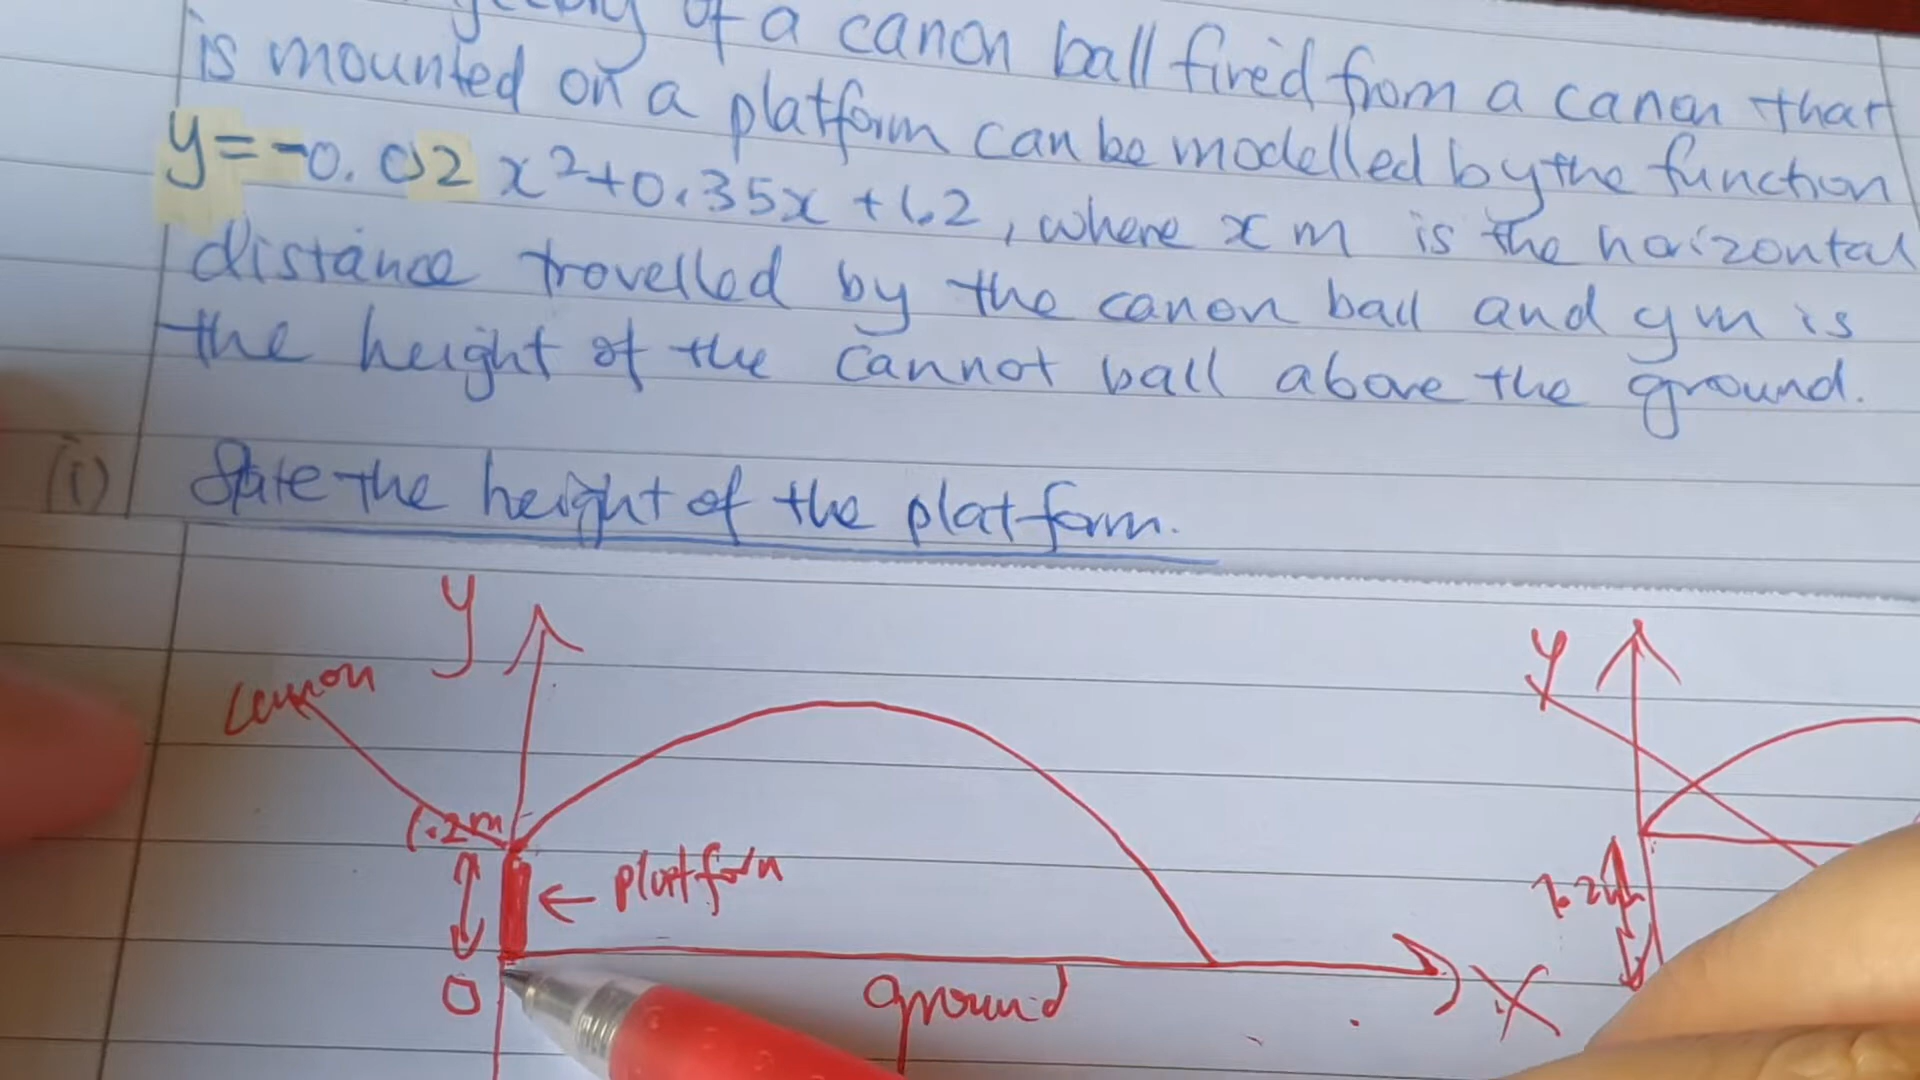 of a canon ball fired from a canon that
is mounted on a platform can be modelled by the function
y=-0.02x²+0.35x+1.2, where x m is the horizontal
distance travelled by the canon ball and y m is
the height of the cannot ball above the ground.
(i) State the height of the platform.
y
canon
1.2m
← platform
0
ground
x
y
1.2m